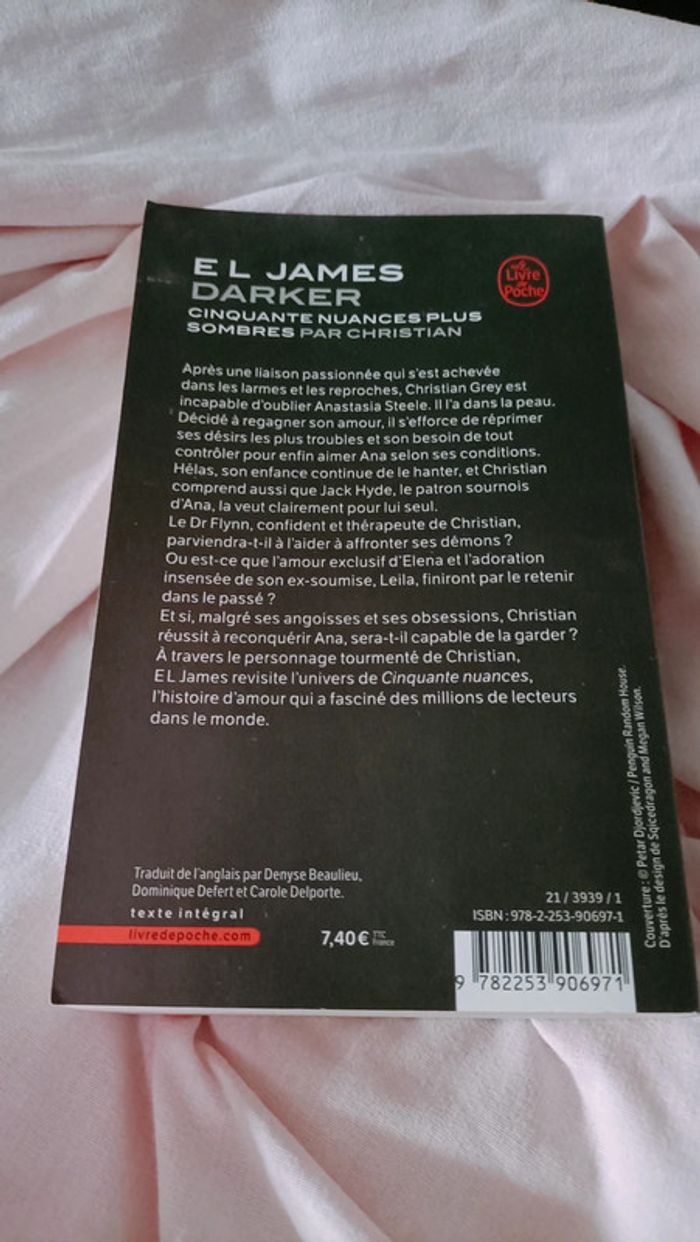 E L JAMES
DARKER
CINQUANTE NUANCES PLUS
SOMBRES PAR CHRISTIAN
Le
Livre
de
Poche
Après une liaison passionnée qui s'est achevée
dans les larmes et les reproches, Christian Grey est
incapable d'oublier Anastasia Steele. Il l'a dans la peau.
Décidé à regagner son amour, il s'efforce de réprimer
ses désirs les plus troubles et son besoin de tout
contrôler pour enfin aimer Ana selon ses conditions.
Hélas, son enfance continue de le hanter, et Christian
comprend aussi que Jack Hyde, le patron sournois
d'Ana, la veut clairement pour lui seul.
Le Dr Flynn, confident et thérapeute de Christian,
parviendra-t-il à l'aider à affronter ses démons ?
Ou est-ce que l'amour exclusif d'Elena et l'adoration
insensée de son ex-soumise, Leila, finiront par le retenir
dans le passé ?
Et si, malgré ses angoisses et ses obsessions, Christian
réussit à reconquérir Ana, sera-t-il capable de la garder ?
À travers le personnage tourmenté de Christian,
E L James revisite l'univers de Cinquante nuances,
l'histoire d'amour qui a fasciné des millions de lecteurs
dans le monde.
Traduit de l'anglais par Denyse Beaulieu,
Dominique Defert et Carole Delporte.
texte intégral
livredepoche.com
7,40 € TTC
France
21 / 3939 / 1
ISBN : 978-2-253-90697-1
9 782253 906971
Couverture : © Petar Djordjevic / Penguin Random House.
D'après le design de Sqicedragon and Megan Wilson.